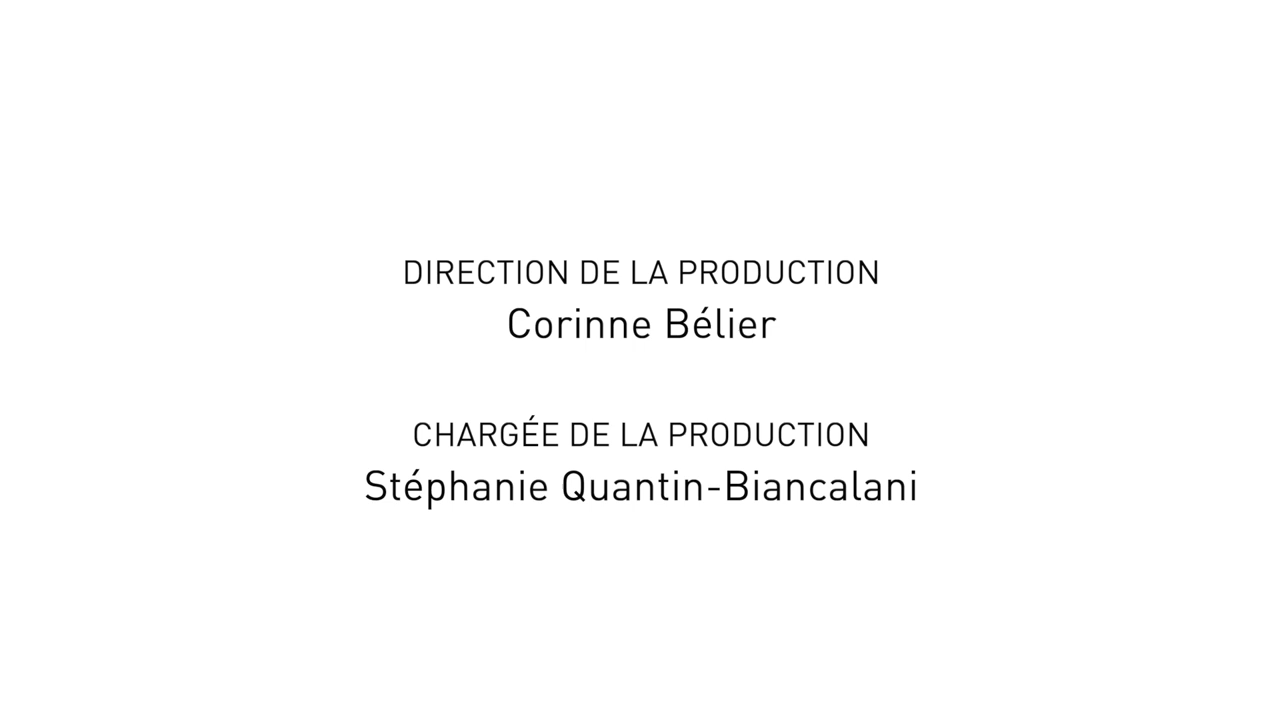 DIRECTION DE LA PRODUCTION
Corinne Bélier
CHARGÉE DE LA PRODUCTION
Stéphanie Quantin-Biancalani